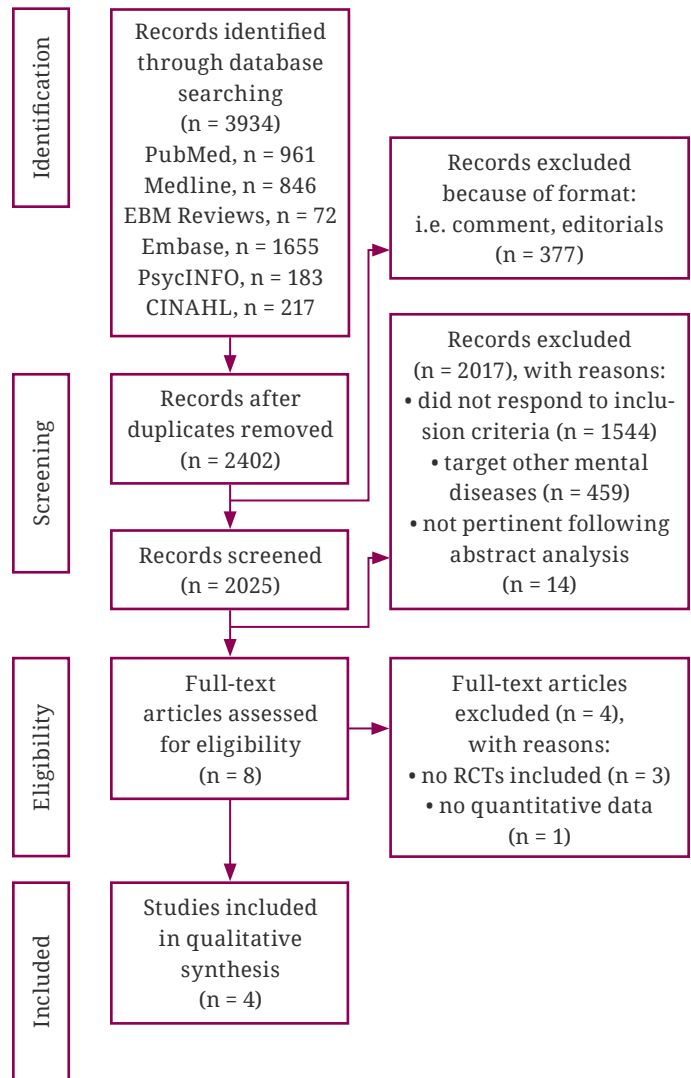 Identification
Records identified
through database
searching
(n = 3934)
PubMed, n = 961
Medline, n = 846
EBM Reviews, n = 72
Embase, n = 1655
PsycINFO, n = 183
CINAHL, n = 217
Records excluded
because of format:
i.e. comment, editorials
(n = 377)
Screening
Records after
duplicates removed
(n = 2402)
Records screened
(n = 2025)
Records excluded
(n = 2017), with reasons:
• did not respond to inclu-
sion criteria (n = 1544)
• target other mental
diseases (n = 459)
• not pertinent following
abstract analysis
(n = 14)
Eligibility
Full-text
articles assessed
for eligibility
(n = 8)
Full-text articles
excluded (n = 4),
with reasons:
• no RCTs included (n = 3)
• no quantitative data
(n = 1)
Included
Studies included
in qualitative
synthesis
(n = 4)